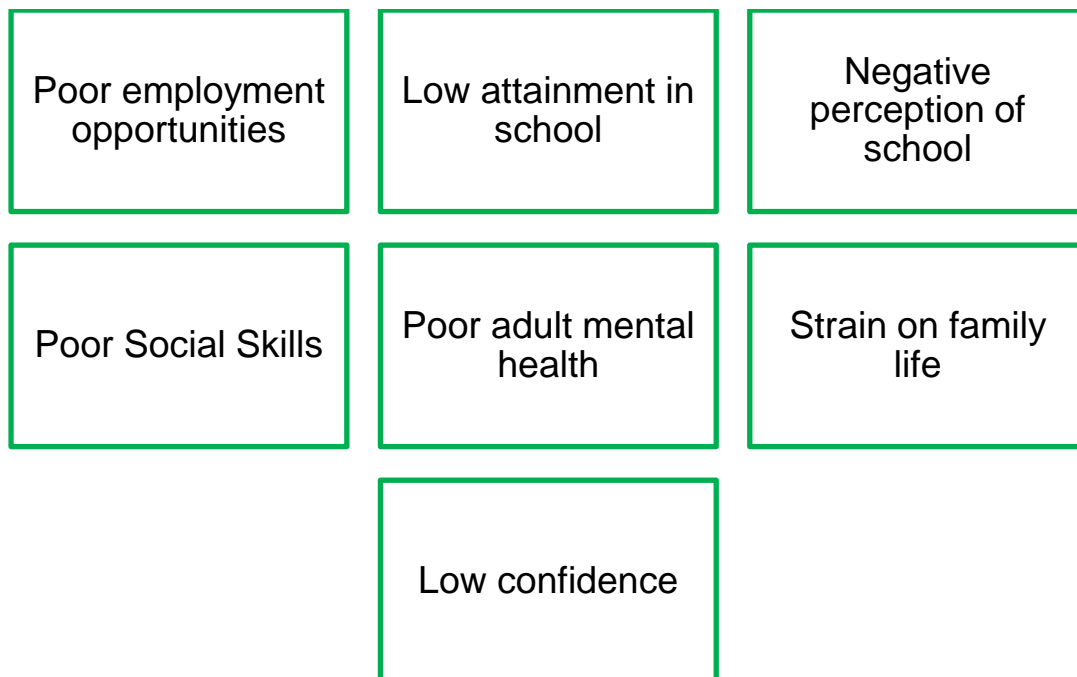 Poor employment
opportunities
Low attainment in
school
Negative
perception of
school
Poor Social Skills
Poor adult mental
health
Strain on family
life
Low confidence